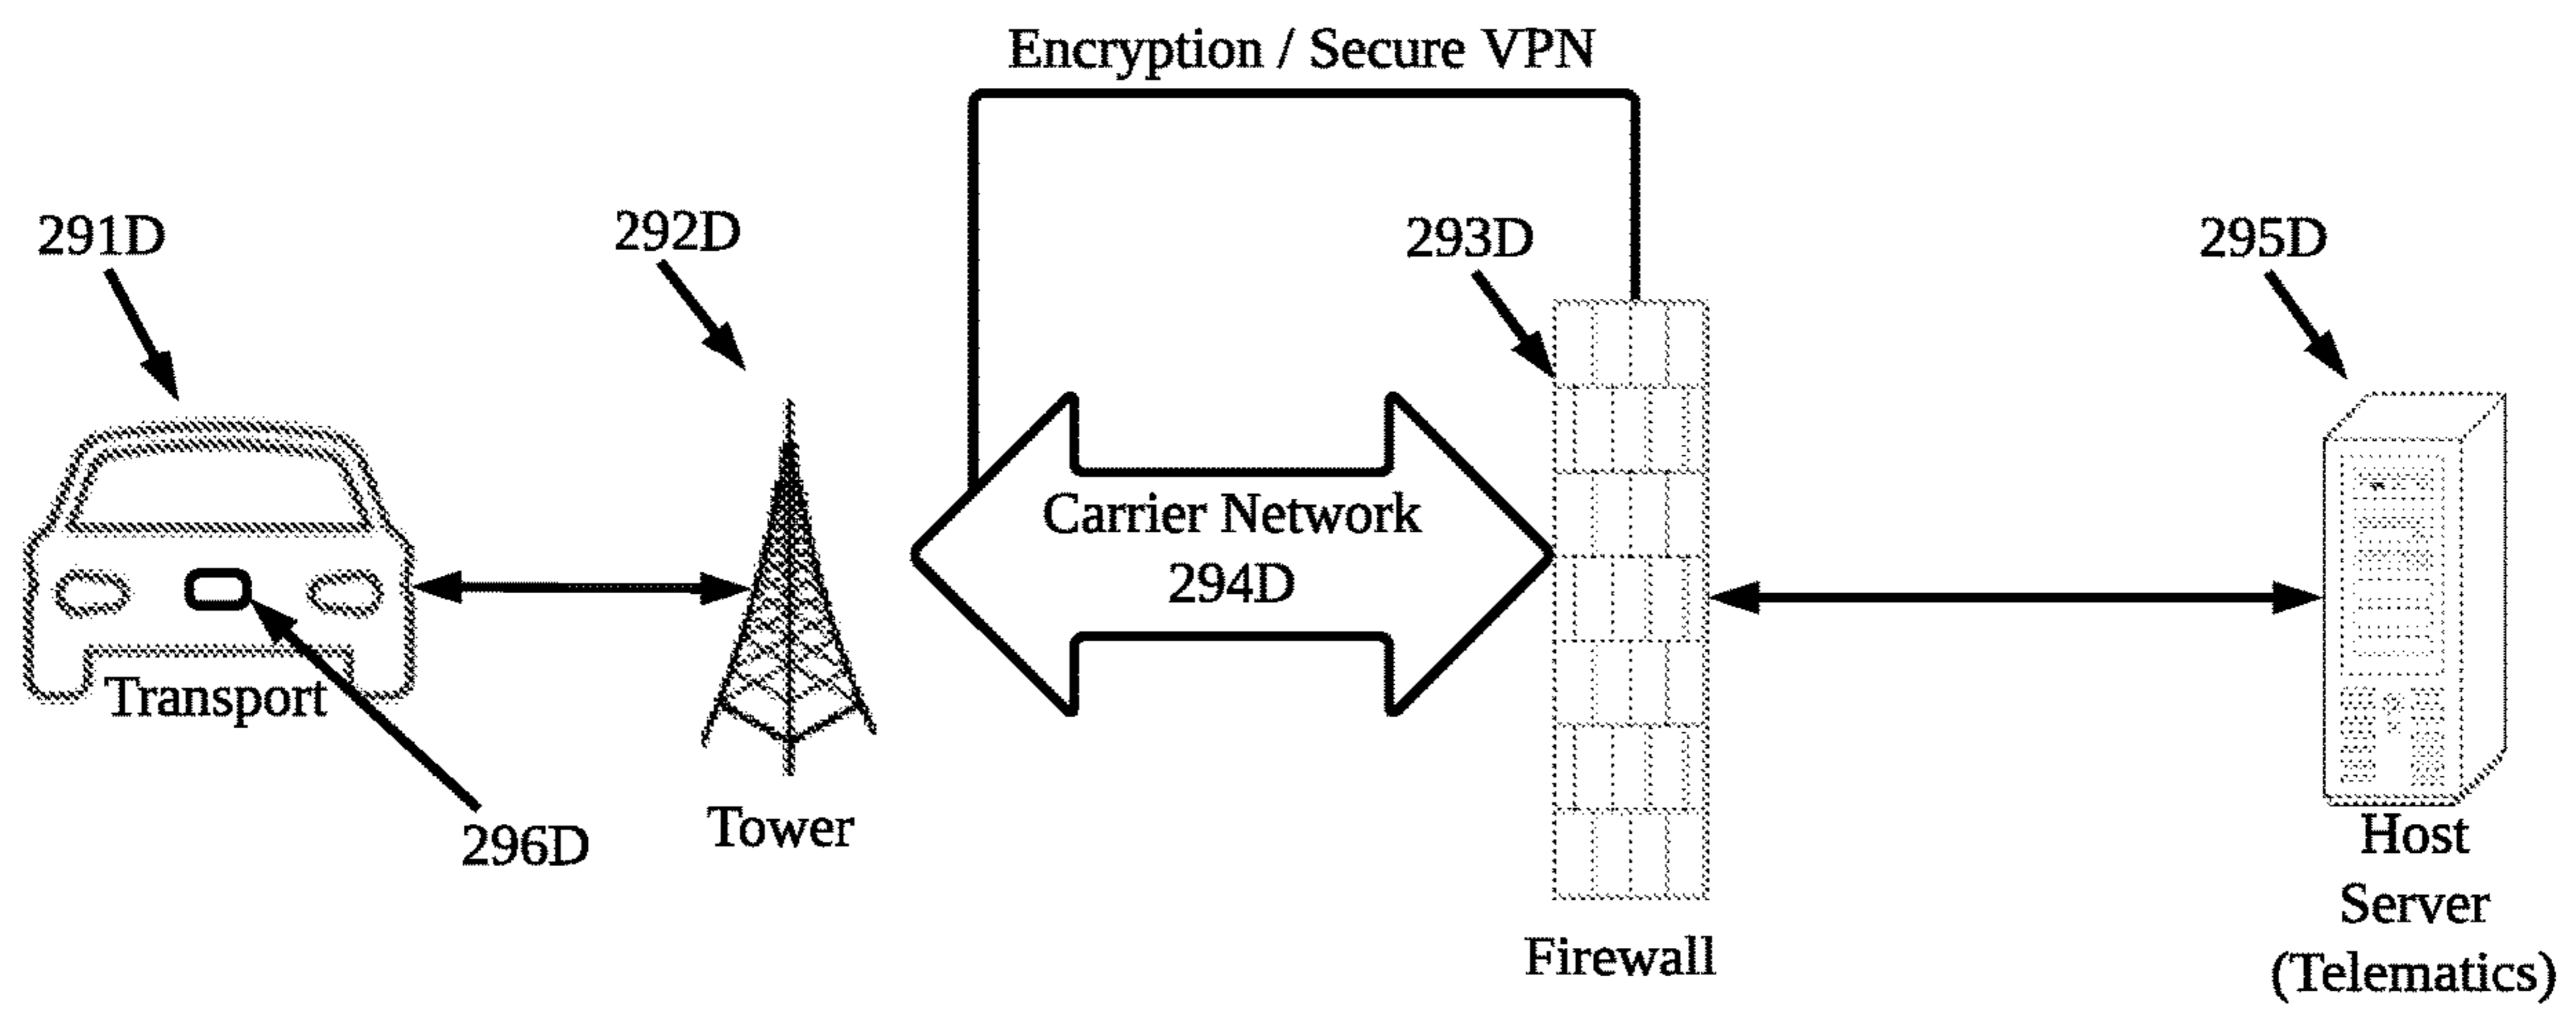 Encryption / Secure VPN
291D
292D
293D
295D
Carrier Network
294D
Transport
296D
Tower
Firewall
Host
Server
(Telematics)